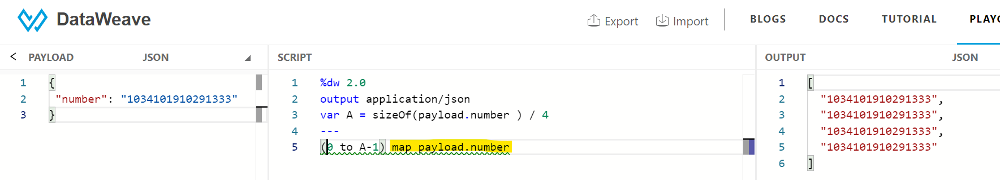 DataWeave
Export Import BLOGS DOCS TUTORIAL PLAYG
< PAYLOAD JSON
1 {
2 "number": "1034101910291333"
3 }
SCRIPT
1 %dw 2.0
2 output application/json
3 var A = sizeOf(payload.number ) / 4
4 ---
5 (0 to A-1) map payload.number
OUTPUT JSON
1 [
2 "1034101910291333",
3 "1034101910291333",
4 "1034101910291333",
5 "1034101910291333"
6 ]